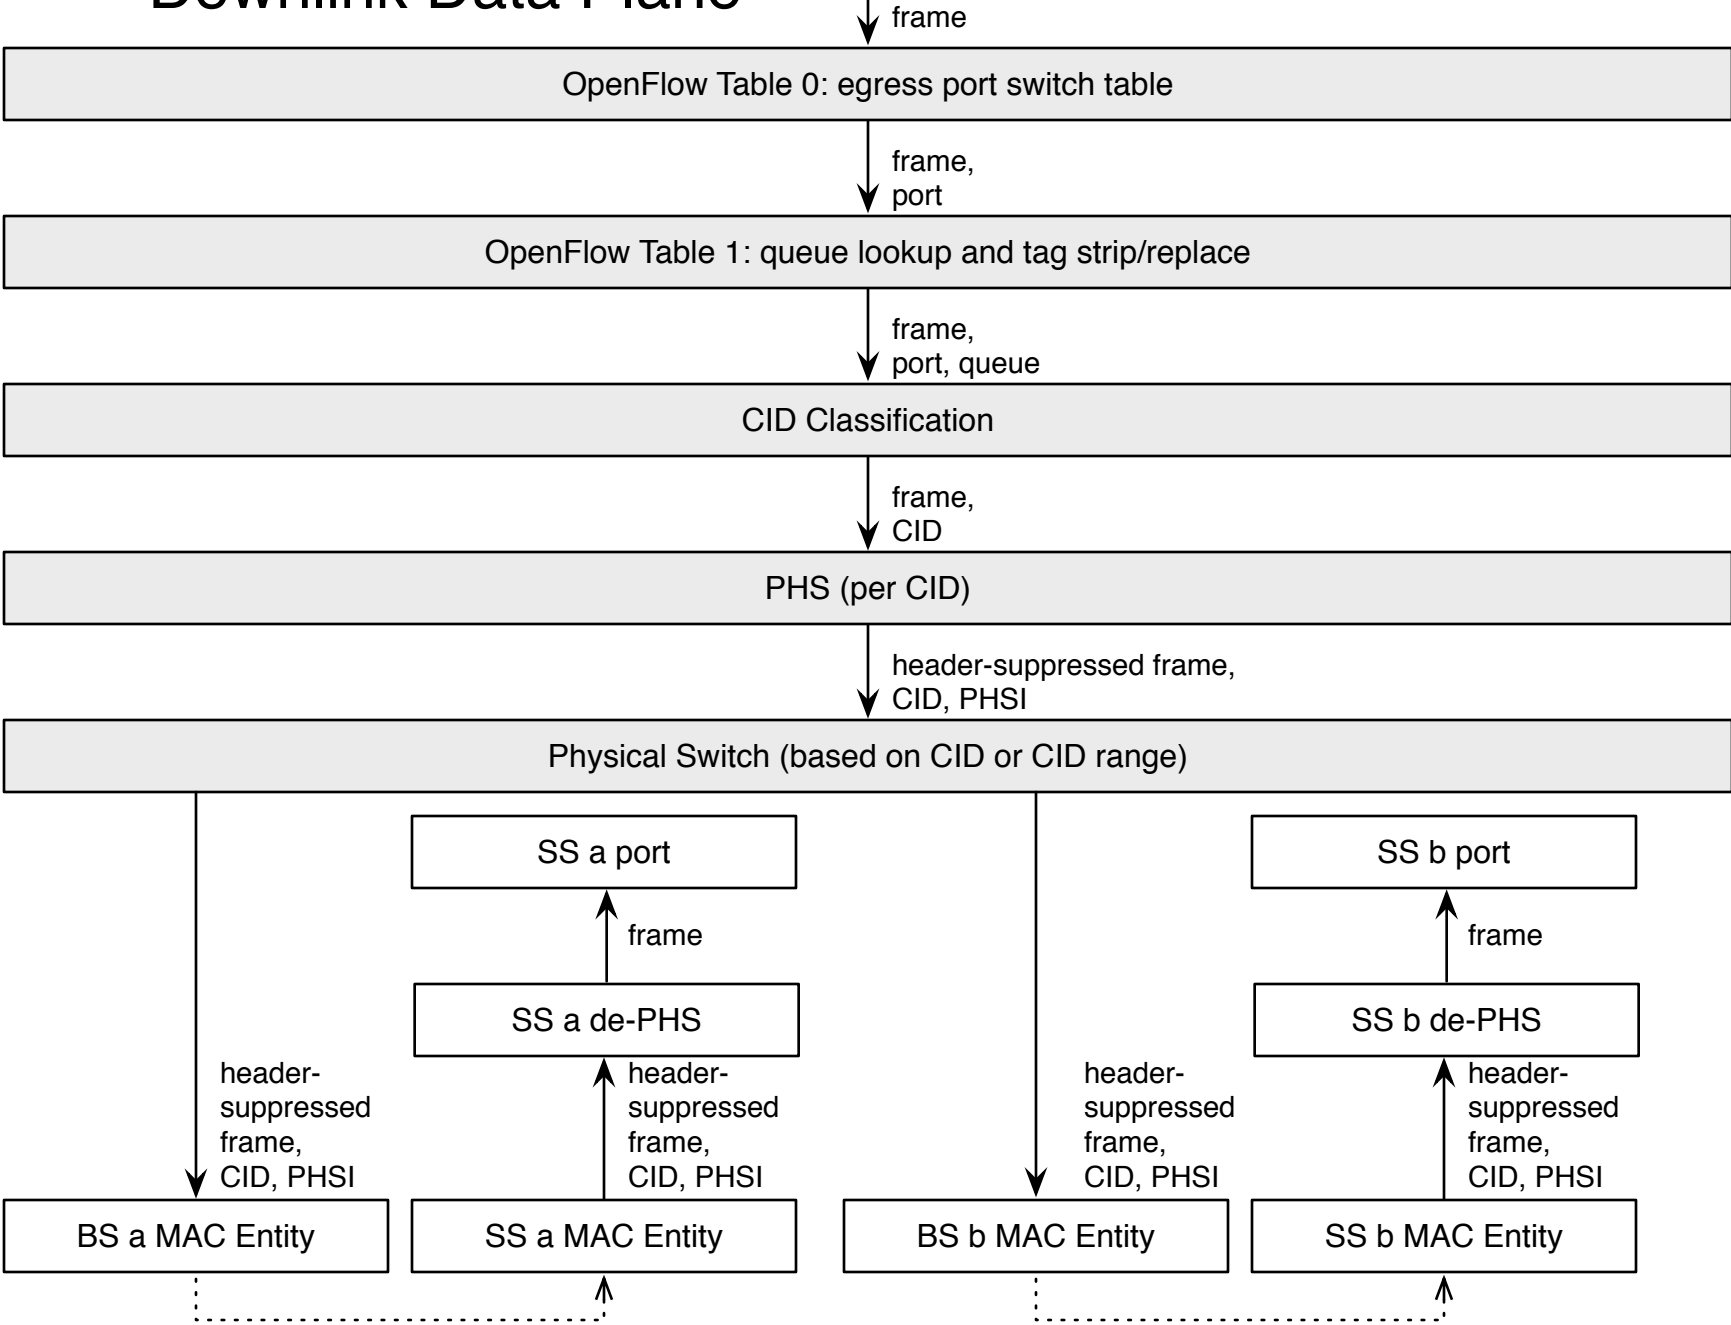 Downlink Data Plane
frame
OpenFlow Table 0: egress port switch table
frame,
port
OpenFlow Table 1: queue lookup and tag strip/replace
frame,
port, queue
CID Classification
frame,
CID
PHS (per CID)
header-suppressed frame,
CID, PHSI
Physical Switch (based on CID or CID range)
SS a port
SS b port
frame
frame
SS a de-PHS
SS b de-PHS
header-
suppressed
frame,
CID, PHSI
header-
suppressed
frame,
CID, PHSI
header-
suppressed
frame,
CID, PHSI
header-
suppressed
frame,
CID, PHSI
BS a MAC Entity
SS a MAC Entity
BS b MAC Entity
SS b MAC Entity